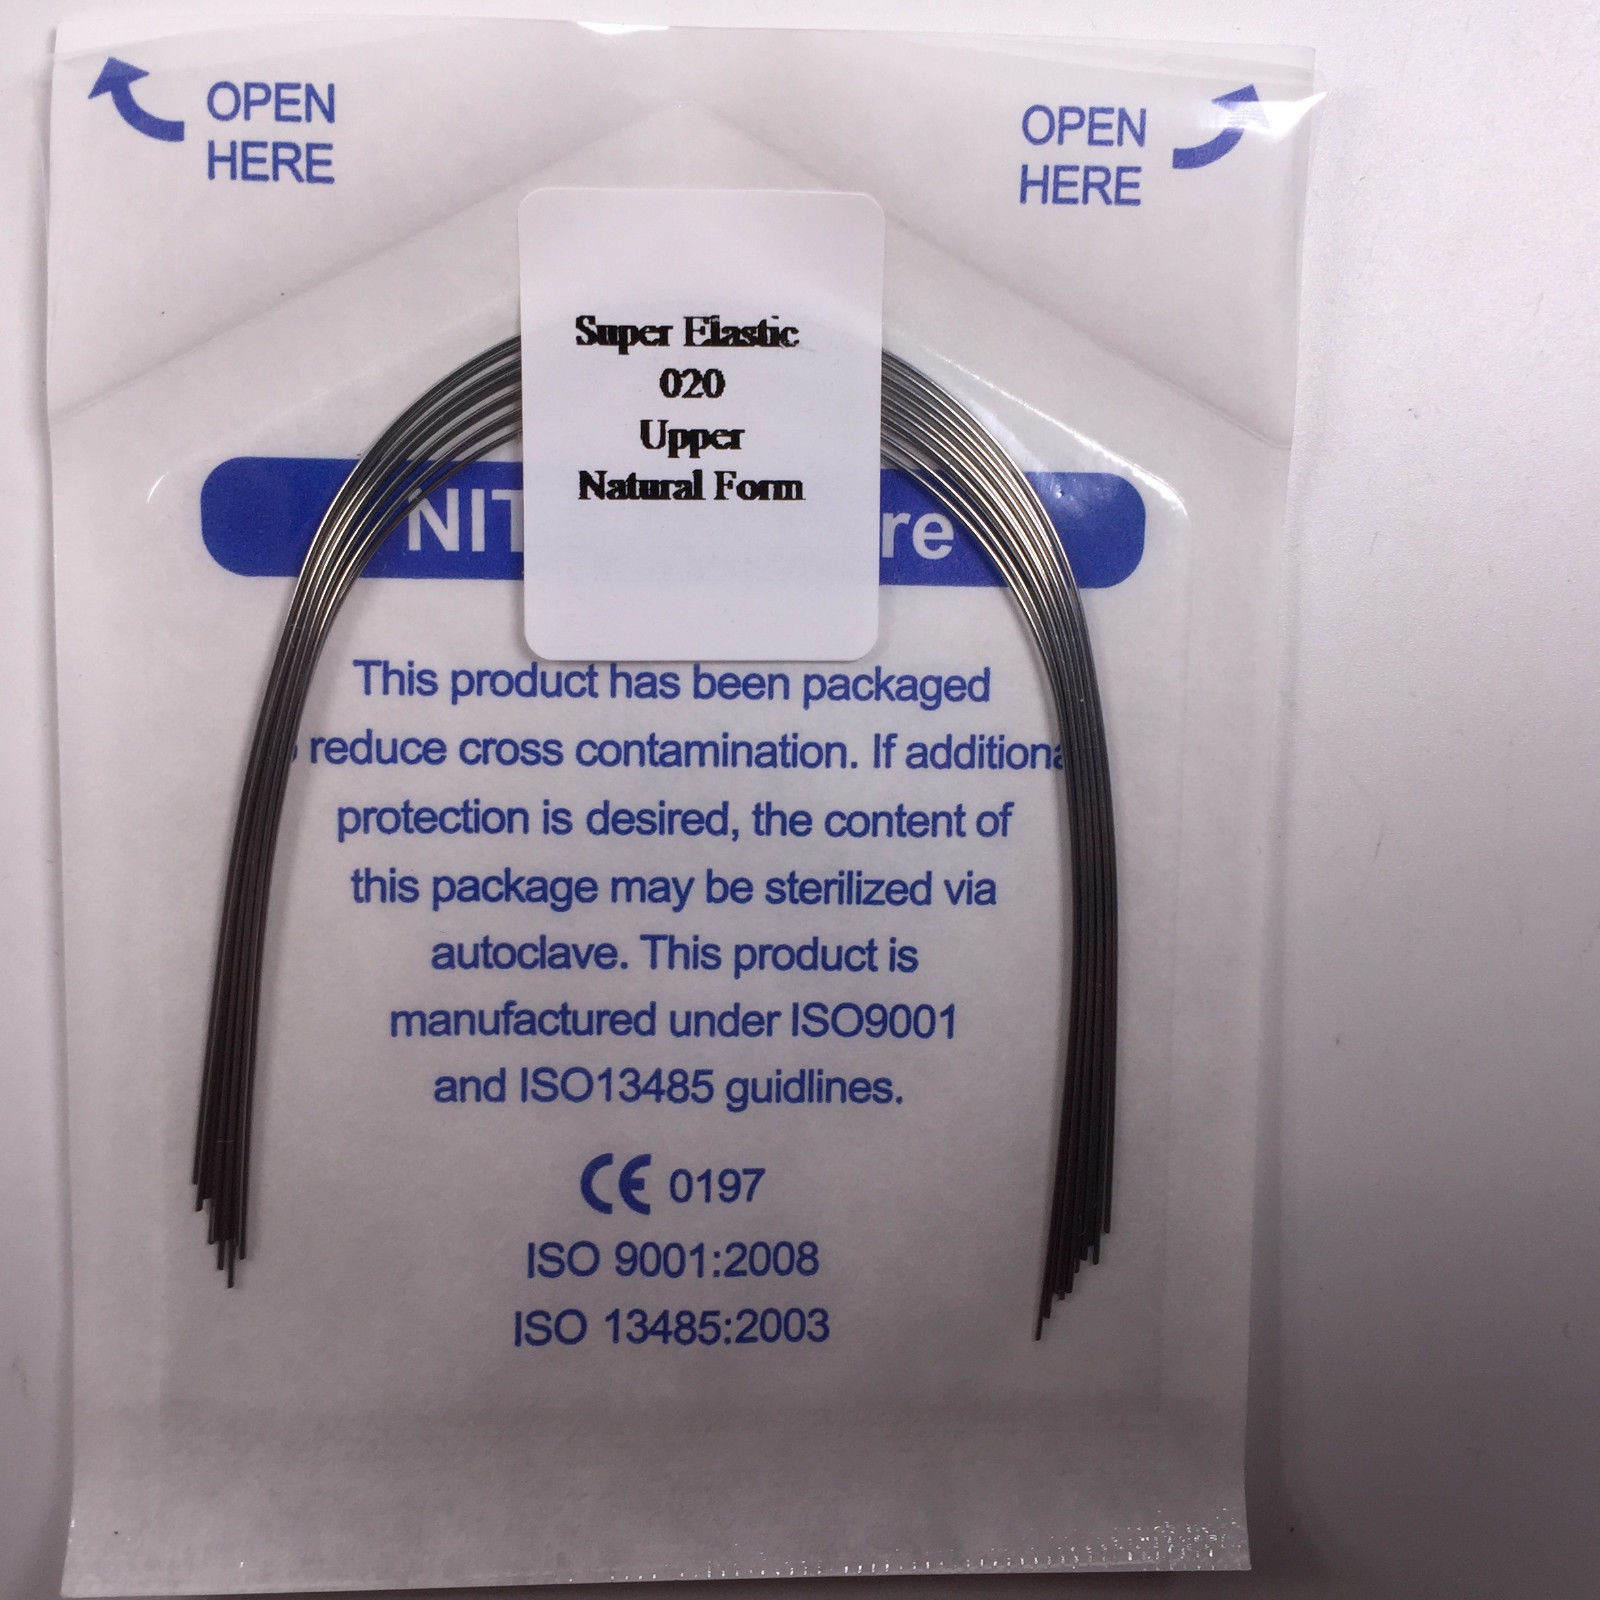 OPEN
HERE
OPEN
HERE
Super Elastic
020
Upper
Natural Form
This product has been packaged
reduce cross contamination. If
protection is desired, the content of
this package may be sterilized via
autoclave. This product is
manufactured under ISO9001
and ISO13485 guidlines.
CE 0197
ISO 9001:2008
ISO 13485:2003